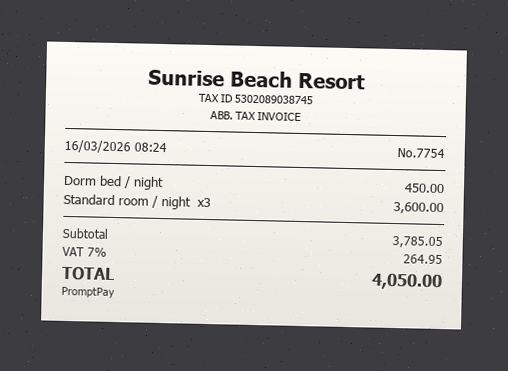 Sunrise Beach Resort
TAX ID 5302089038745
ABB. TAX INVOICE
16/03/2026 08:24 No.7754
Dorm bed / night 450.00
Standard room / night x3 3,600.00
Subtotal 3,785.05
VAT 7% 264.95
TOTAL 4,050.00
PromptPay